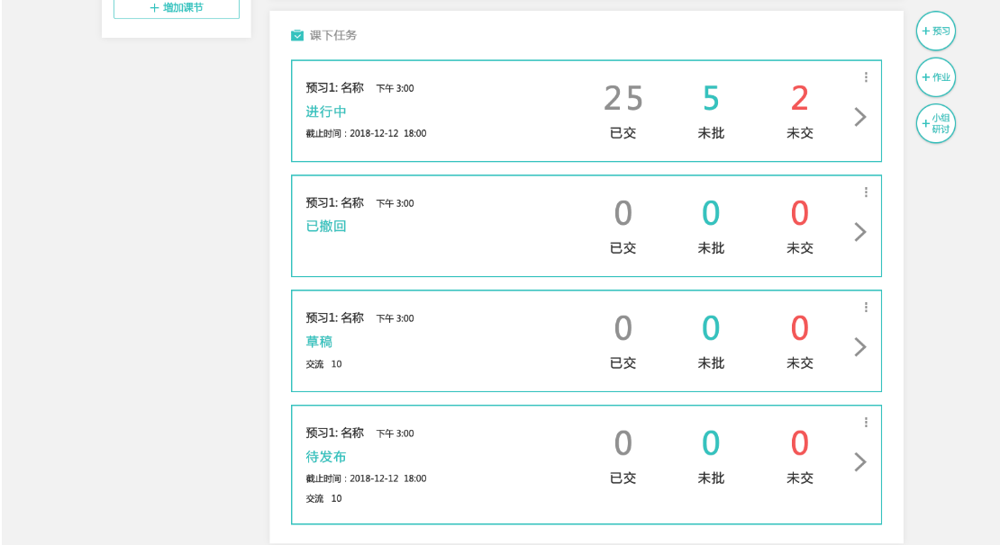 + 增加课节
课下任务
预习1: 名称 下午 3:00
进行中
截止时间：2018-12-12 18:00
25 5 2
已交 未批 未交
预习1: 名称 下午 3:00
已撤回
0 0 0
已交 未批 未交
预习1: 名称 下午 3:00
草稿
交流 10
0 0 0
已交 未批 未交
预习1: 名称 下午 3:00
待发布
截止时间：2018-12-12 18:00
交流 10
0 0 0
已交 未批 未交
+ 预习
+ 作业
+ 小组
研讨